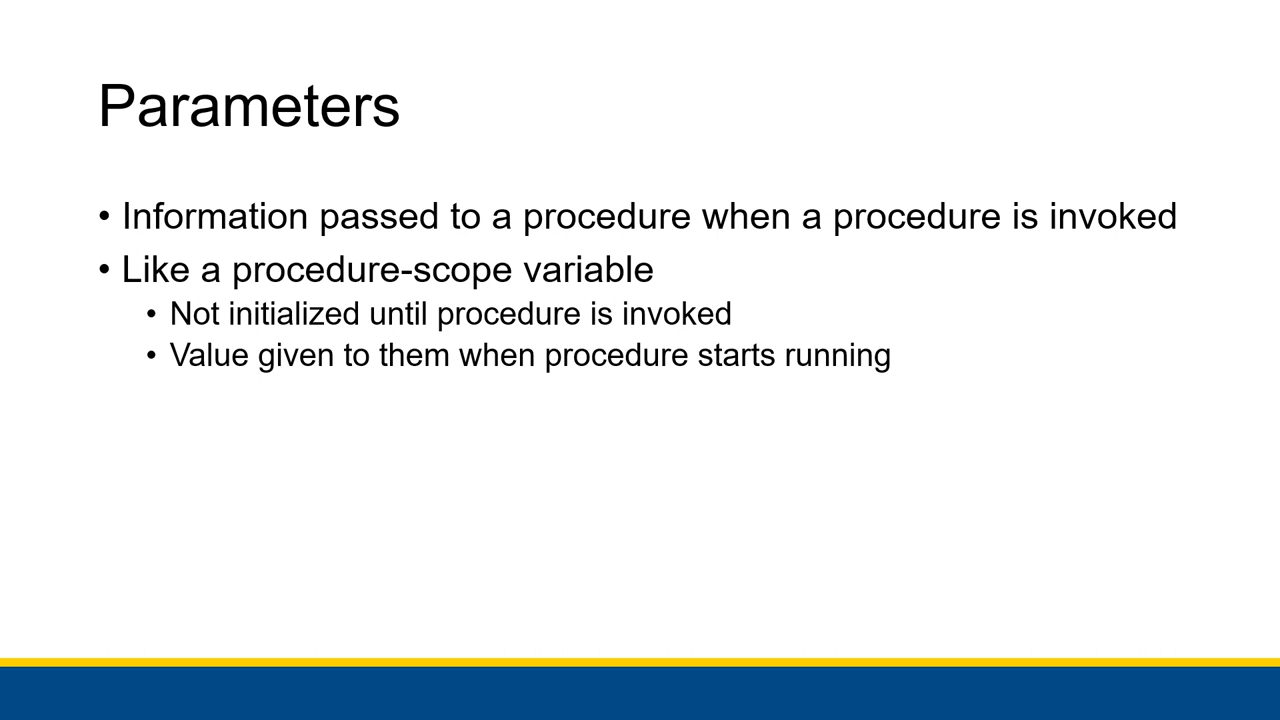 Parameters
• Information passed to a procedure when a procedure is invoked
• Like a procedure-scope variable
• Not initialized until procedure is invoked
• Value given to them when procedure starts running